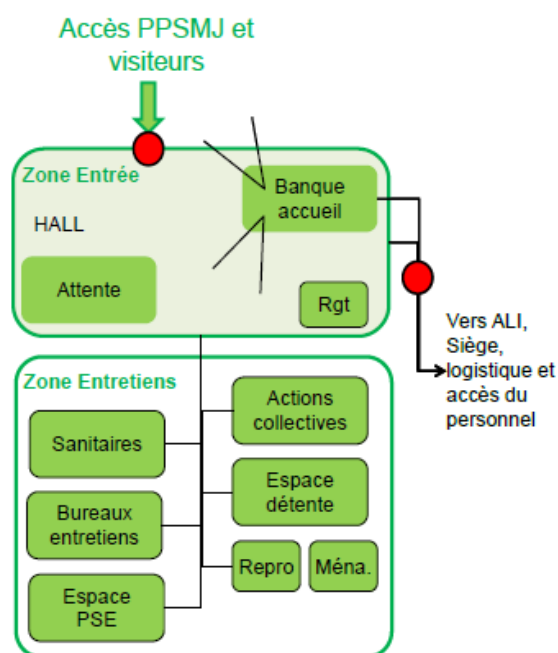 Accès PPSMJ et
visiteurs
Zone Entrée
Banque
accueil
HALL
Attente
Rgt
Vers ALI,
Siège,
logistique et
accès du
personnel
Zone Entretiens
Actions
collectives
Sanitaires
Espace
détente
Bureaux
entretiens
Repro
Ména.
Espace
PSE